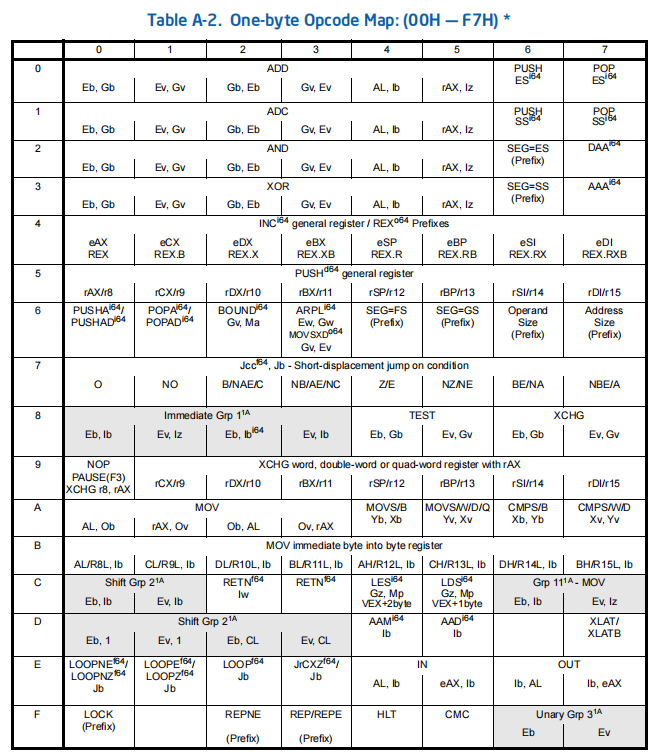 Table A-2. One-byte Opcode Map: (00H — F7H) *
0 1 2 3 4 5 6 7
0 ADD PUSH ES^i64 POP ES^i64
Eb, Gb Ev, Gv Gb, Eb Gv, Ev AL, Ib rAX, Iz
1 ADC PUSH SS^i64 POP SS^i64
Eb, Gb Ev, Gv Gb, Eb Gv, Ev AL, Ib rAX, Iz
2 AND SEG=ES (Prefix) DAA^i64
Eb, Gb Ev, Gv Gb, Eb Gv, Ev AL, Ib rAX, Iz
3 XOR SEG=SS (Prefix) AAA^i64
Eb, Gb Ev, Gv Gb, Eb Gv, Ev AL, Ib rAX, Iz
4 INC^i64 general register / REX^o64 Prefixes
eAX eCX eDX eBX eSP eBP eSI eDI
REX REX.B REX.X REX.XB REX.R REX.RB REX.RX REX.RXB
5 PUSH^d64 general register
rAX/r8 rCX/r9 rDX/r10 rBX/r11 rSP/r12 rBP/r13 rSI/r14 rDI/r15
6 PUSHA^i64/ POPA^i64/ BOUND^i64 ARPL^i64 SEG=FS SEG=GS Operand Address
PUSHAD^i64 POPAD^i64 Gv, Ma Ew, Gw (Prefix) (Prefix) Size Size
MOVSXD^o64 (Prefix) (Prefix)
Gv, Ev
7 Jcc^f64, Jb - Short-displacement jump on condition
O NO B/NAE/C NB/AE/NC Z/E NZ/NE BE/NA NBE/A
8 Immediate Grp 1^1A TEST XCHG
Eb, Ib Ev, Iz Eb, Ib^i64 Ev, Ib Eb, Gb Ev, Gv Eb, Gb Ev, Gv
9 NOP XCHG word, double-word or quad-word register with rAX
PAUSE(F3)
XCHG r8, rAX rCX/r9 rDX/r10 rBX/r11 rSP/r12 rBP/r13 rSI/r14 rDI/r15
A MOV MOVS/B MOVS/W/D/Q CMPS/B CMPS/W/D
AL, Ob rAX, Ov Ob, AL Ov, rAX Yb, Xb Yv, Xv Xb, Yb Xv, Yv
B MOV immediate byte into byte register
AL/R8L, Ib CL/R9L, Ib DL/R10L, Ib BL/R11L, Ib AH/R12L, Ib CH/R13L, Ib DH/R14L, Ib BH/R15L, Ib
C Shift Grp 2^1A RETN^f64 RETN^f64 LES^i64 LDS^i64 Grp 11^1A - MOV
Eb, Ib Ev, Ib Iw Gz, Mp Gz, Mp Eb, Ib Ev, Iz
VEX+2byte VEX+1byte
D Shift Grp 2^1A AAM^i64 AAD^i64 XLAT/
Eb, 1 Ev, 1 Eb, CL Ev, CL Ib Ib XLATB
E LOOPNE^f64/ LOOPE^f64/ LOOP^f64 JrCXZ^f64/ IN OUT
LOOPNZ^f64 LOOPZ^f64 Jb Jb
Jb Jb AL, Ib eAX, Ib Ib, AL Ib, eAX
F LOCK REPNE REP/REPE HLT CMC Unary Grp 3^1A
(Prefix) (Prefix) (Prefix) Eb Ev